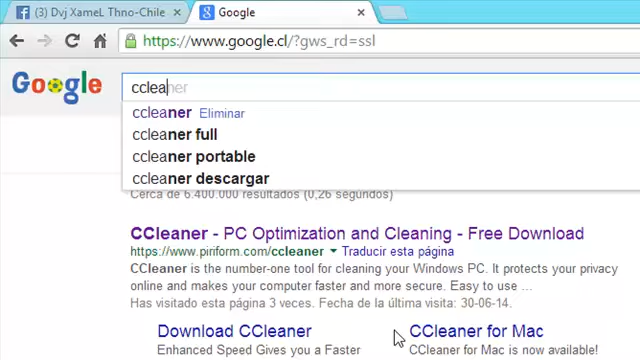 (3) Dvj XameL Thno-Chile
Google
https://www.google.cl/?gws_rd=ssl
Google
ccleaner
ccleaner Eliminar
ccleaner full
ccleaner portable
ccleaner descargar
Cerca de 6.400.000 resultados (0,26 segundos)
CCleaner - PC Optimization and Cleaning - Free Download
https://www.piriform.com/ccleaner Traducir esta página
CCleaner is the number-one tool for cleaning your Windows PC. It protects your privacy
online and makes your computer faster and more secure. Easy to use ...
Has visitado esta página 3 veces. Fecha de la última visita: 30-06-14.
Download CCleaner
Enhanced Speed Gives you a Faster
CCleaner for Mac
CCleaner for Mac is now available!